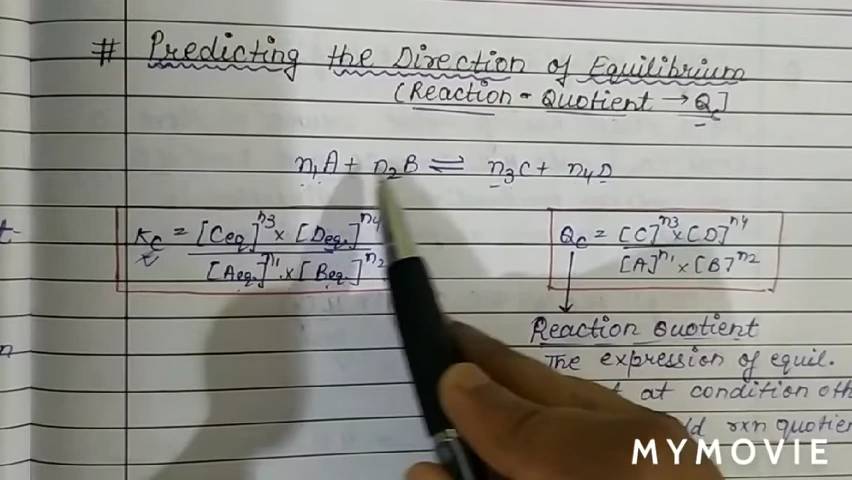 # Predicting the Direction of Equilibrium
(Reaction - Quotient → Q]
n₁A + n₂B ⇌ n₃C + n₄D
Kc = [Ceq]ⁿ³ × [Deq.]ⁿ⁴
[Aeq.]ⁿ¹ × [Beq.]ⁿ²
Qc = [C]ⁿ³ × [D]ⁿ⁴
[A]ⁿ¹ × [B]ⁿ²
Reaction Quotient
The expression of equil.
at condition oth
rxn quotien
MYMOVIE